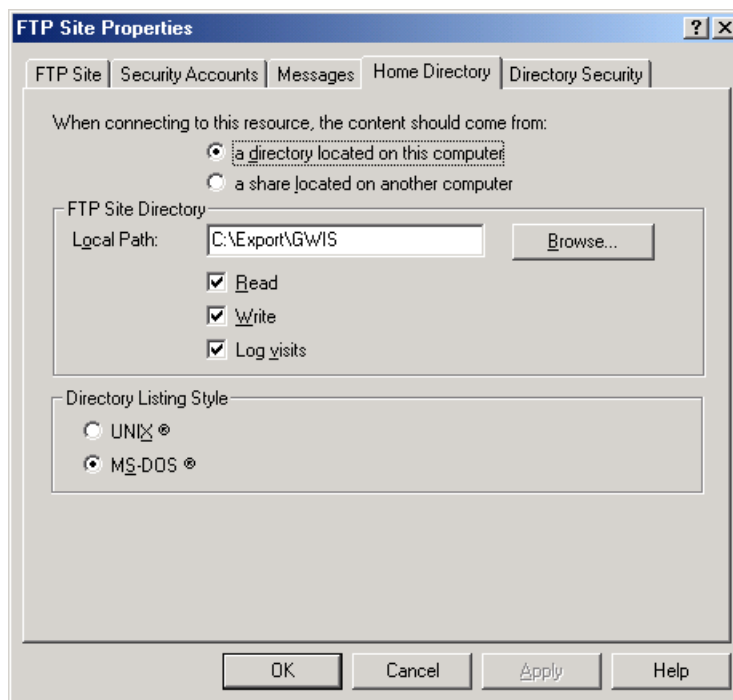 FTP Site Properties
FTP Site Security Accounts Messages Home Directory Directory Security
When connecting to this resource, the content should come from:
a directory located on this computer
a share located on another computer
FTP Site Directory
Local Path: C:\Export\GWIS Browse...
Read
Write
Log visits
Directory Listing Style
UNIX ®
MS-DOS ®
OK Cancel Apply Help